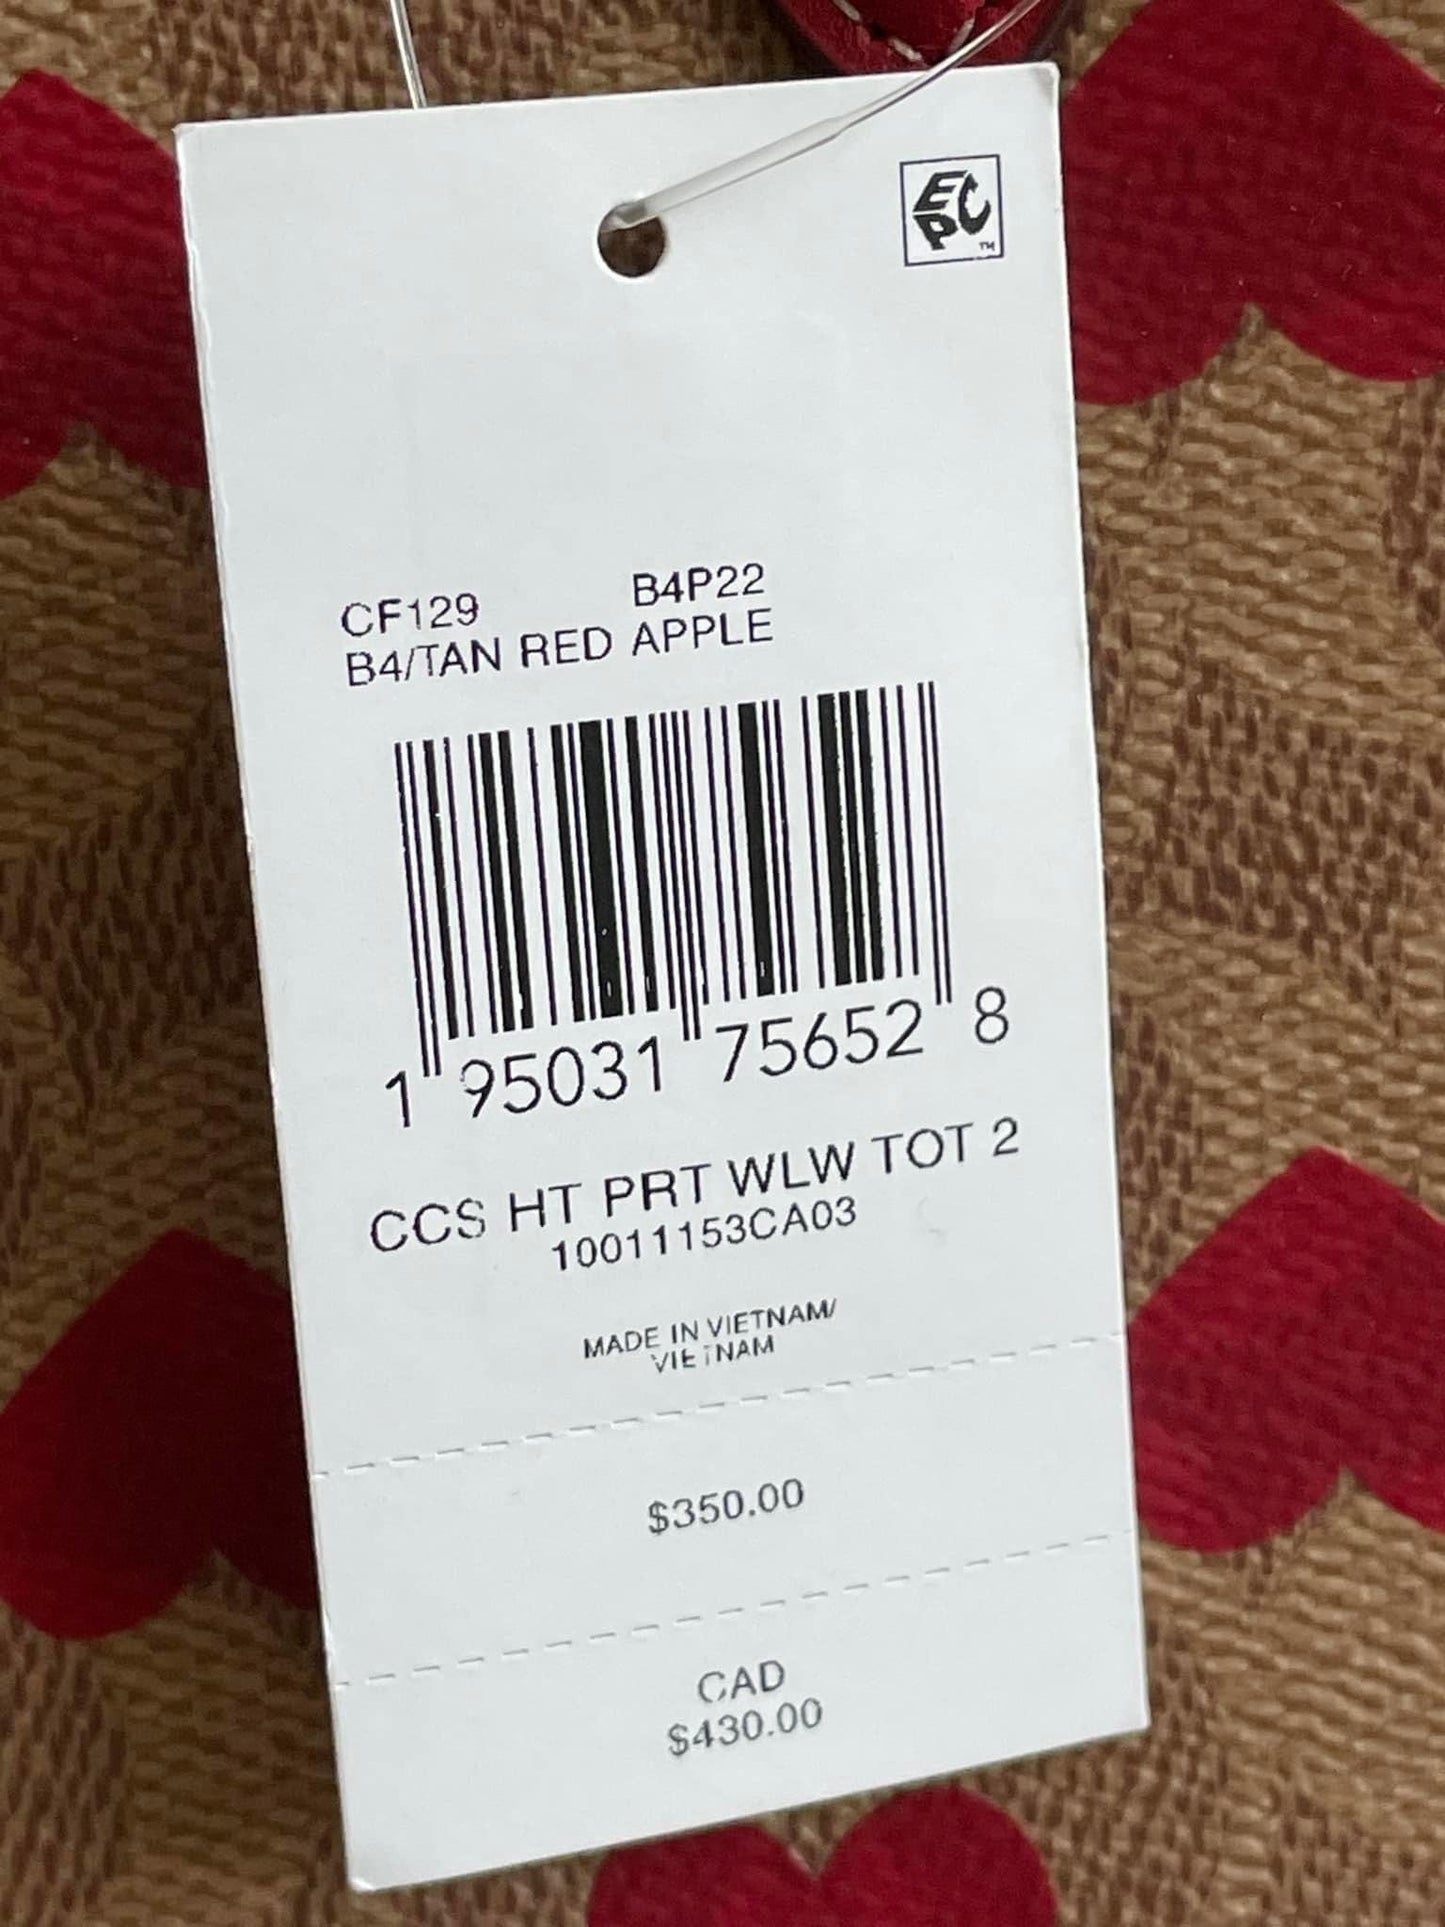 EPC
TM
CF129 B4P22
B4/TAN RED APPLE
1 95031 75652 8
CCS HT PRT WLW TOT 2
10011153CA03
MADE IN VIETNAM/
VIETNAM
$350.00
CAD
$430.00